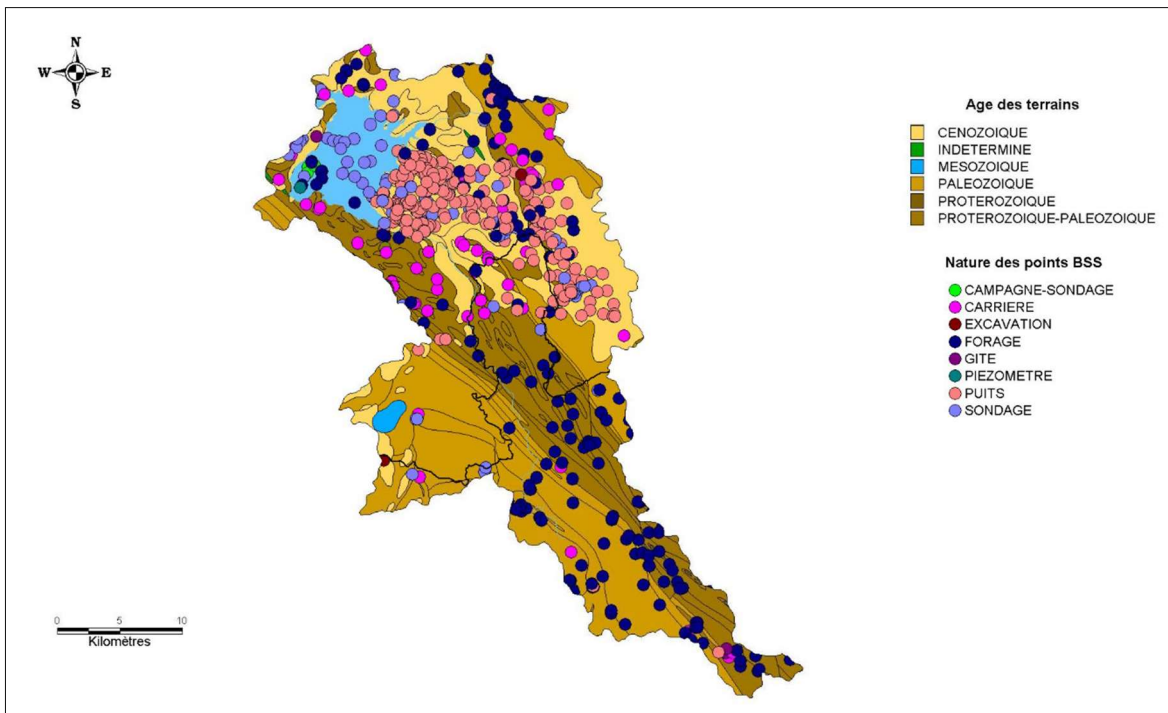 N
W E
S
Age des terrains
CENOZOIQUE
INDETERMINE
MESOZOIQUE
PALEOZOIQUE
PROTEROZOIQUE
PROTEROZOIQUE-PALEOZOIQUE
Nature des points BSS
CAMPAGNE-SONDAGE
CARRIERE
EXCAVATION
FORAGE
GITE
PIEZOMETRE
PUITS
SONDAGE
0 5 10
Kilomètres